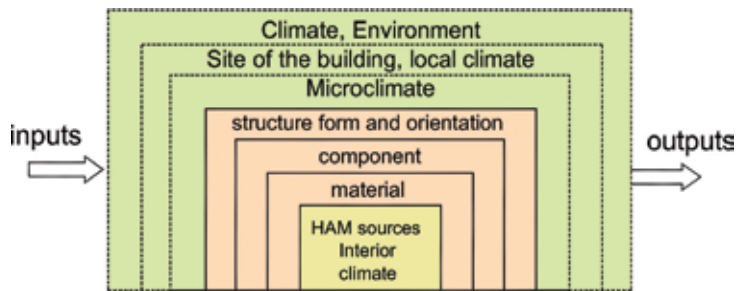 Climate, Environment
Site of the building, local climate
Microclimate
inputs
structure form and orientation
outputs
component
material
HAM sources
Interior
climate